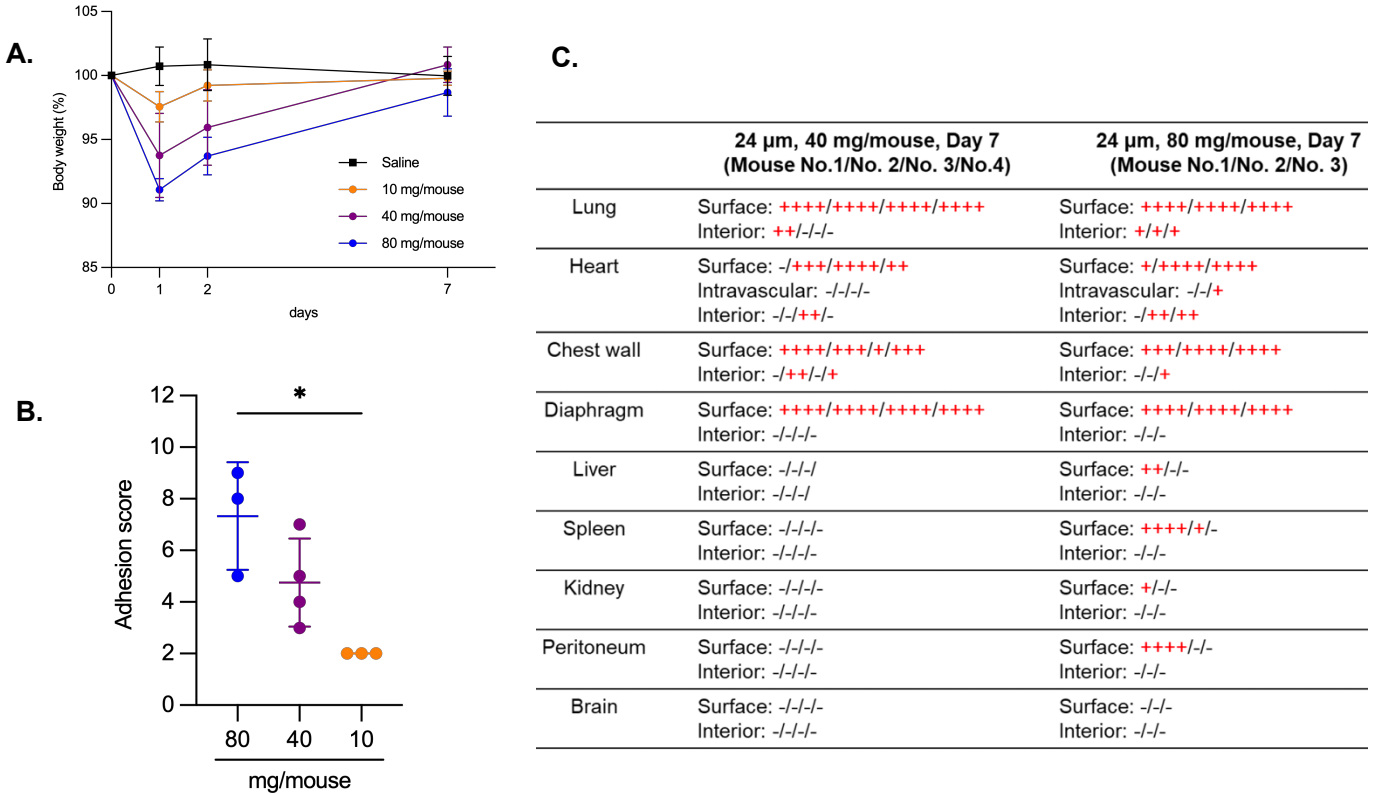 A.
105
100
95
90
85
Body weight (%)
0
1
2
7
days
Saline
10 mg/mouse
40 mg/mouse
80 mg/mouse
B.
12
10
8
6
4
2
0
Adhesion score
*
80
40
10
mg/mouse
C.
24 μm, 40 mg/mouse, Day 7
(Mouse No.1/No. 2/No. 3/No.4)
24 μm, 80 mg/mouse, Day 7
(Mouse No.1/No. 2/No. 3)
Lung
Surface: ++++/++++/++++/++++
Interior: ++/-/-/-
Surface: ++++/++++/++++
Interior: +/+/+
Heart
Surface: -/+++/++++/++
Intravascular: -/-/-/-
Interior: -/-/++/-
Surface: +/++++/++++
Intravascular: -/-/+
Interior: -/++/++
Chest wall
Surface: ++++/+++/+/+++
Interior: -/++/-/+
Surface: +++/++++/++++
Interior: -/-/+
Diaphragm
Surface: ++++/++++/++++/++++
Interior: -/-/-/-
Surface: ++++/++++/++++
Interior: -/-/-
Liver
Surface: -/-/-/
Interior: -/-/-/
Surface: ++/-/-
Interior: -/-/-
Spleen
Surface: -/-/-/-
Interior: -/-/-/-
Surface: ++++/+/-
Interior: -/-/-
Kidney
Surface: -/-/-/-
Interior: -/-/-/-
Surface: +/-/-
Interior: -/-/-
Peritoneum
Surface: -/-/-/-
Interior: -/-/-/-
Surface: ++++/-/-
Interior: -/-/-
Brain
Surface: -/-/-/-
Interior: -/-/-/-
Surface: -/-/-
Interior: -/-/-